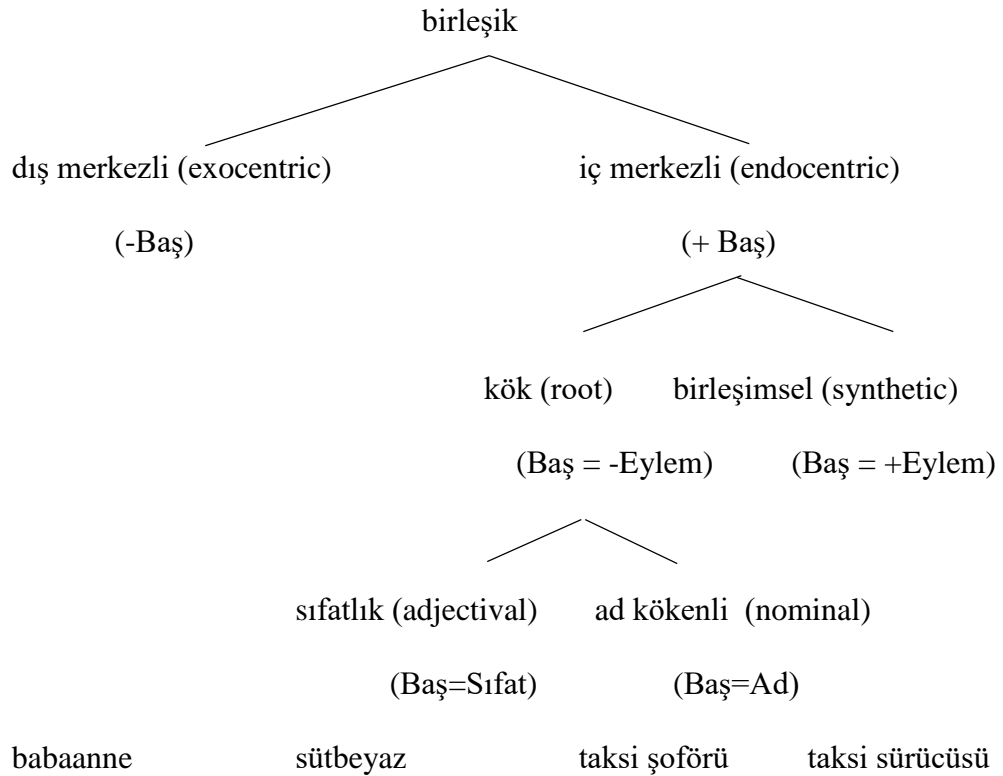 birleşik
dış merkezli (exocentric) iç merkezli (endocentric)
(-Baş) (+ Baş)
kök (root) birleşimsel (synthetic)
(Baş = -Eylem) (Baş = +Eylem)
sıfatlık (adjectival) ad kökenli (nominal)
(Baş=Sıfat) (Baş=Ad)
babaanne sütbeyaz taksi şoförü taksi sürücüsü